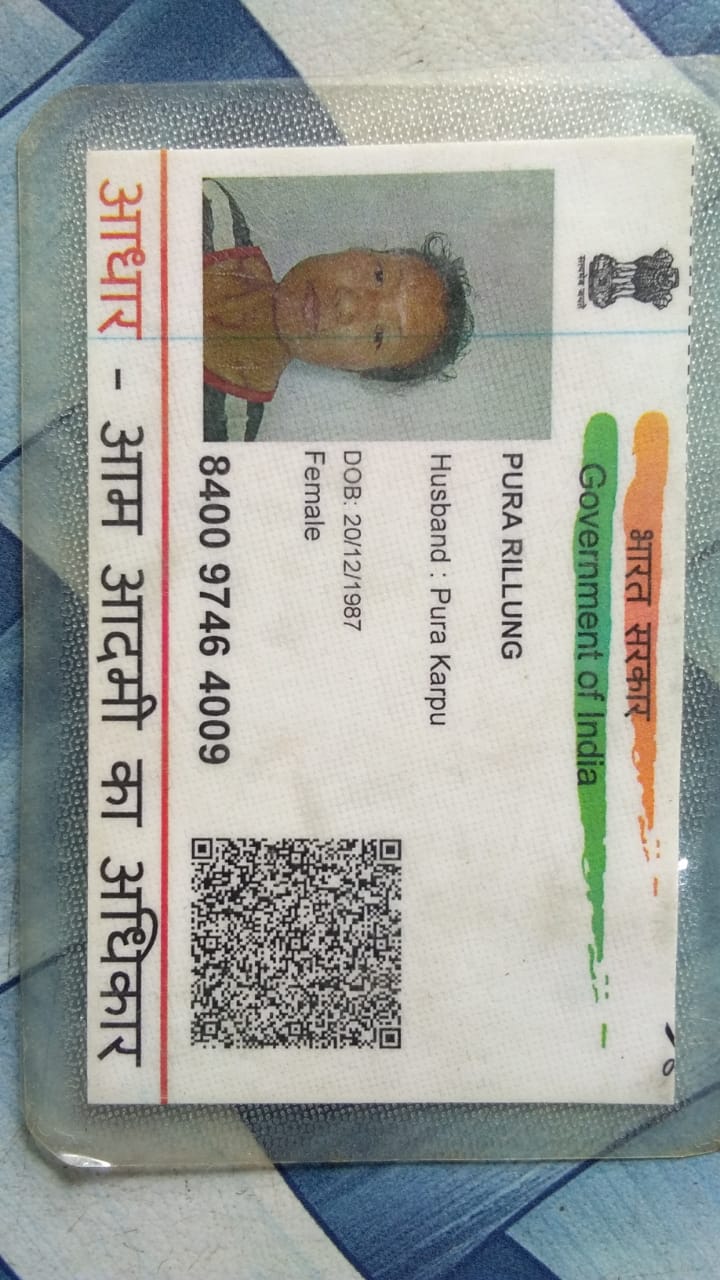 भारत सरकार
Government of India
सत्यमेव जयते
PURA RILLUNG
Husband : Pura Karpu
DOB: 20/12/1987
Female
8400 9746 4009
आधार - आम आदमी का अधिकार